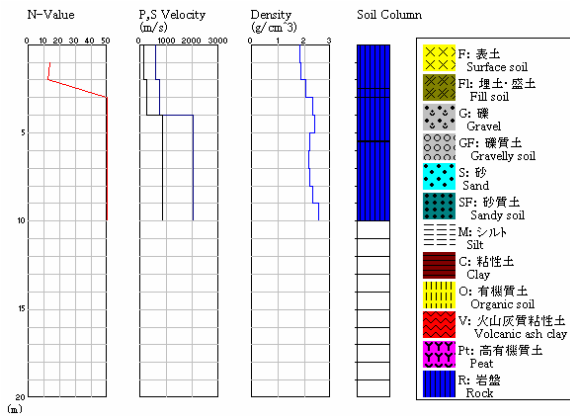 N-Value
P,S Velocity
(m/s)
Density
(g/cm^3)
Soil Column
0 50
0 1000 2000 3000
0 1 2 3
0
5
10
15
20
(m)
F: 表土
Surface soil
Fl: 埋土・盛土
Fill soil
G: 礫
Gravel
GF: 礫質土
Gravelly soil
S: 砂
Sand
SF: 砂質土
Sandy soil
M: シルト
Silt
C: 粘性土
Clay
O: 有機質土
Organic soil
V: 火山灰質粘性土
Volcanic ash clay
Pt: 高有機質土
Peat
R: 岩盤
Rock